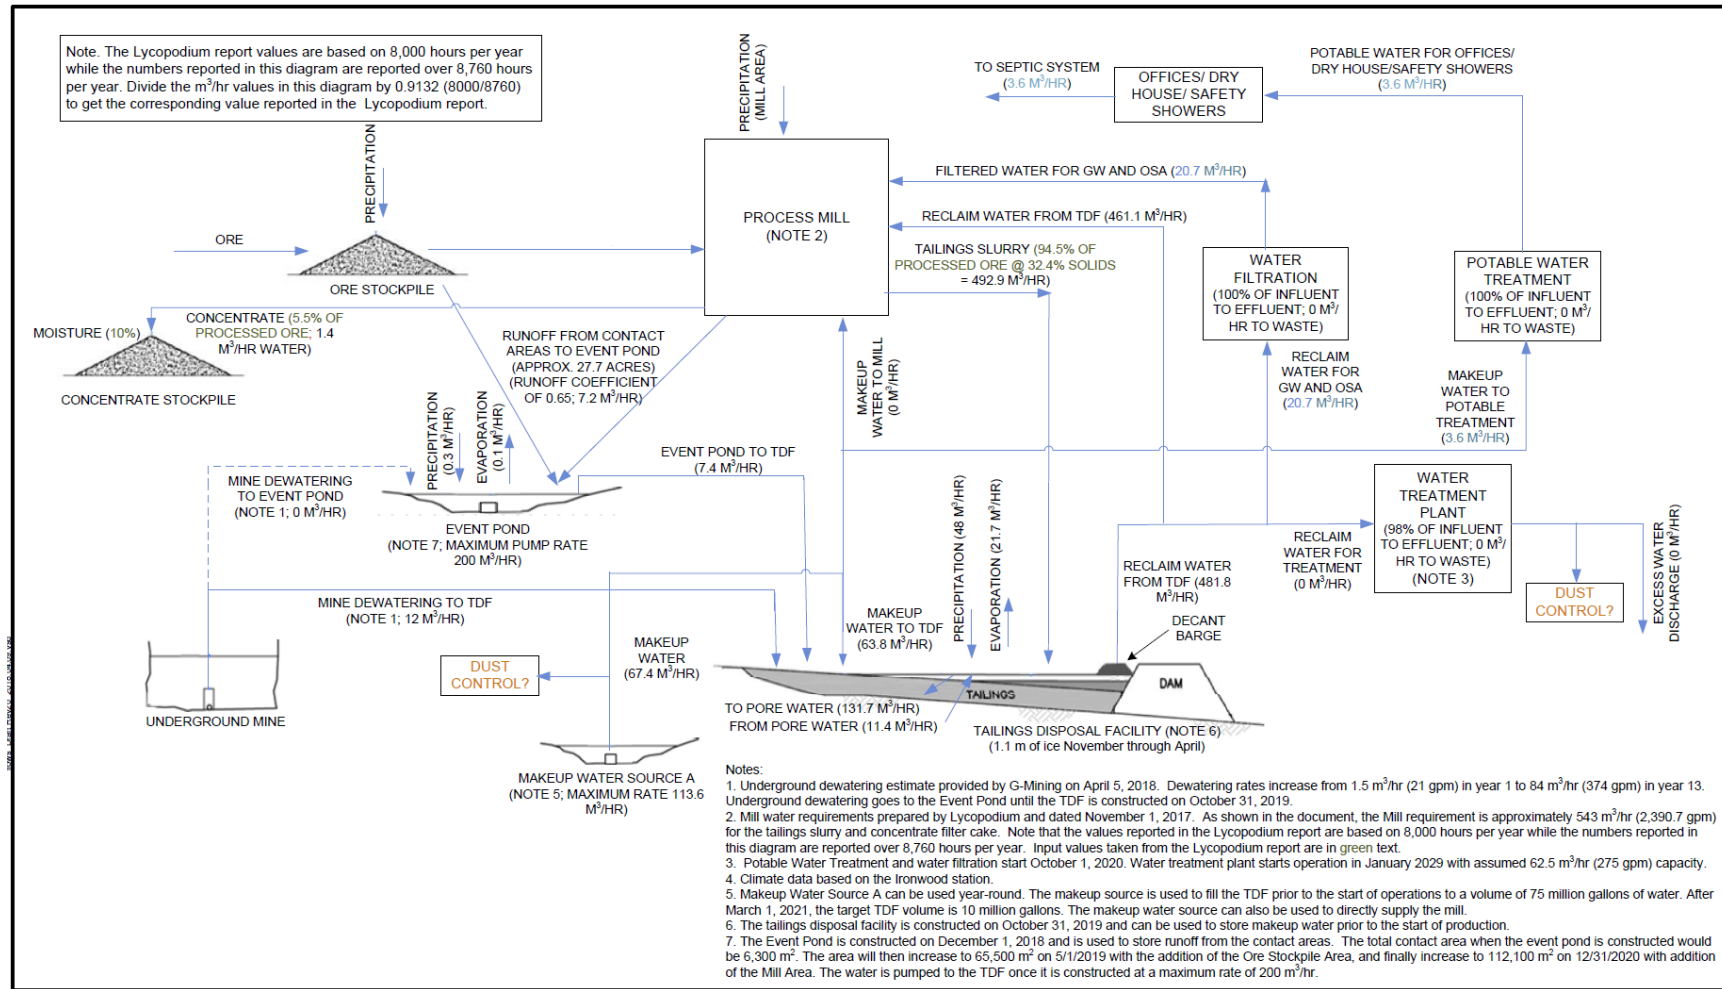 Note. The Lycopodium report values are based on 8,000 hours per year
while the numbers reported in this diagram are reported over 8,760 hours
per year. Divide the m³/hr values in this diagram by 0.9132 (8000/8760)
to get the corresponding value reported in the Lycopodium report.
PRECIPITATION
ORE
ORE STOCKPILE
PRECIPITATION
(MILL AREA)
PROCESS MILL
(NOTE 2)
TO SEPTIC SYSTEM
(3.6 M³/HR)
OFFICES/ DRY
HOUSE/ SAFETY
SHOWERS
POTABLE WATER FOR OFFICES/
DRY HOUSE/SAFETY SHOWERS
(3.6 M³/HR)
FILTERED WATER FOR GW AND OSA (20.7 M³/HR)
RECLAIM WATER FROM TDF (461.1 M³/HR)
TAILINGS SLURRY (94.5% OF
PROCESSED ORE @ 32.4% SOLIDS
= 492.9 M³/HR)
WATER
FILTRATION
(100% OF INFLUENT
TO EFFLUENT; 0 M³/
HR TO WASTE)
POTABLE WATER
TREATMENT
(100% OF INFLUENT
TO EFFLUENT; 0 M³/
HR TO WASTE)
MOISTURE (10%)
CONCENTRATE (5.5% OF
PROCESSED ORE; 1.4
M³/HR WATER)
CONCENTRATE STOCKPILE
RUNOFF FROM CONTACT
AREAS TO EVENT POND
(APPROX. 27.7 ACRES)
(RUNOFF COEFFICIENT
OF 0.65; 7.2 M³/HR)
MAKEUP
WATER TO MILL
(0 M³/HR)
RECLAIM
WATER FOR
GW AND OSA
(20.7 M³/HR)
MAKEUP
WATER TO
POTABLE
TREATMENT
(3.6 M³/HR)
PRECIPITATION
(0.3 M³/HR)
EVAPORATION
(0.1 M³/HR)
EVENT POND TO TDF
(7.4 M³/HR)
MINE DEWATERING
TO EVENT POND
(NOTE 1; 0 M³/HR)
EVENT POND
(NOTE 7; MAXIMUM PUMP RATE
200 M³/HR)
PRECIPITATION (48 M³/HR)
EVAPORATION (21.7 M³/HR)
WATER
TREATMENT
PLANT
(98% OF INFLUENT
TO EFFLUENT; 0 M³/
HR TO WASTE)
(NOTE 3)
RECLAIM
WATER FOR
TREATMENT
(0 M³/HR)
RECLAIM WATER
FROM TDF (481.8
M³/HR)
DUST
CONTROL?
EXCESS WATER
DISCHARGE (0 M³/HR)
MINE DEWATERING TO TDF
(NOTE 1; 12 M³/HR)
MAKEUP
WATER TO TDF
(63.8 M³/HR)
DECANT
BARGE
MAKEUP
WATER
(67.4 M³/HR)
DUST
CONTROL?
UNDERGROUND MINE
TAILINGS
DAM
TO PORE WATER (131.7 M³/HR)
FROM PORE WATER (11.4 M³/HR)
TAILINGS DISPOSAL FACILITY (NOTE 6)
(1.1 m of ice November through April)
MAKEUP WATER SOURCE A
(NOTE 5; MAXIMUM RATE 113.6
M³/HR)
Notes:
1. Underground dewatering estimate provided by G-Mining on April 5, 2018. Dewatering rates increase from 1.5 m³/hr (21 gpm) in year 1 to 84 m³/hr (374 gpm) in year 13.
Underground dewatering goes to the Event Pond until the TDF is constructed on October 31, 2019.
2. Mill water requirements prepared by Lycopodium and dated November 1, 2017. As shown in the document, the Mill requirement is approximately 543 m³/hr (2,390.7 gpm)
for the tailings slurry and concentrate filter cake. Note that the values reported in the Lycopodium report are based on 8,000 hours per year while the numbers reported in
this diagram are reported over 8,760 hours per year. Input values taken from the Lycopodium report are in green text.
3. Potable Water Treatment and water filtration start October 1, 2020. Water treatment plant starts operation in January 2029 with assumed 62.5 m³/hr (275 gpm) capacity.
4. Climate data based on the Ironwood station.
5. Makeup Water Source A can be used year-round. The makeup source is used to fill the TDF prior to the start of operations to a volume of 75 million gallons of water. After
March 1, 2021, the target TDF volume is 10 million gallons. The makeup water source can also be used to directly supply the mill.
6. The tailings disposal facility is constructed on October 31, 2019 and can be used to store makeup water prior to the start of production.
7. The Event Pond is constructed on December 1, 2018 and is used to store runoff from the contact areas. The total contact area when the event pond is constructed would
be 6,300 m². The area will then increase to 65,500 m² on 5/1/2019 with the addition of the Ore Stockpile Area, and finally increase to 112,100 m² on 12/31/2020 with addition
of the Mill Area. The water is pumped to the TDF once it is constructed at a maximum rate of 200 m³/hr.